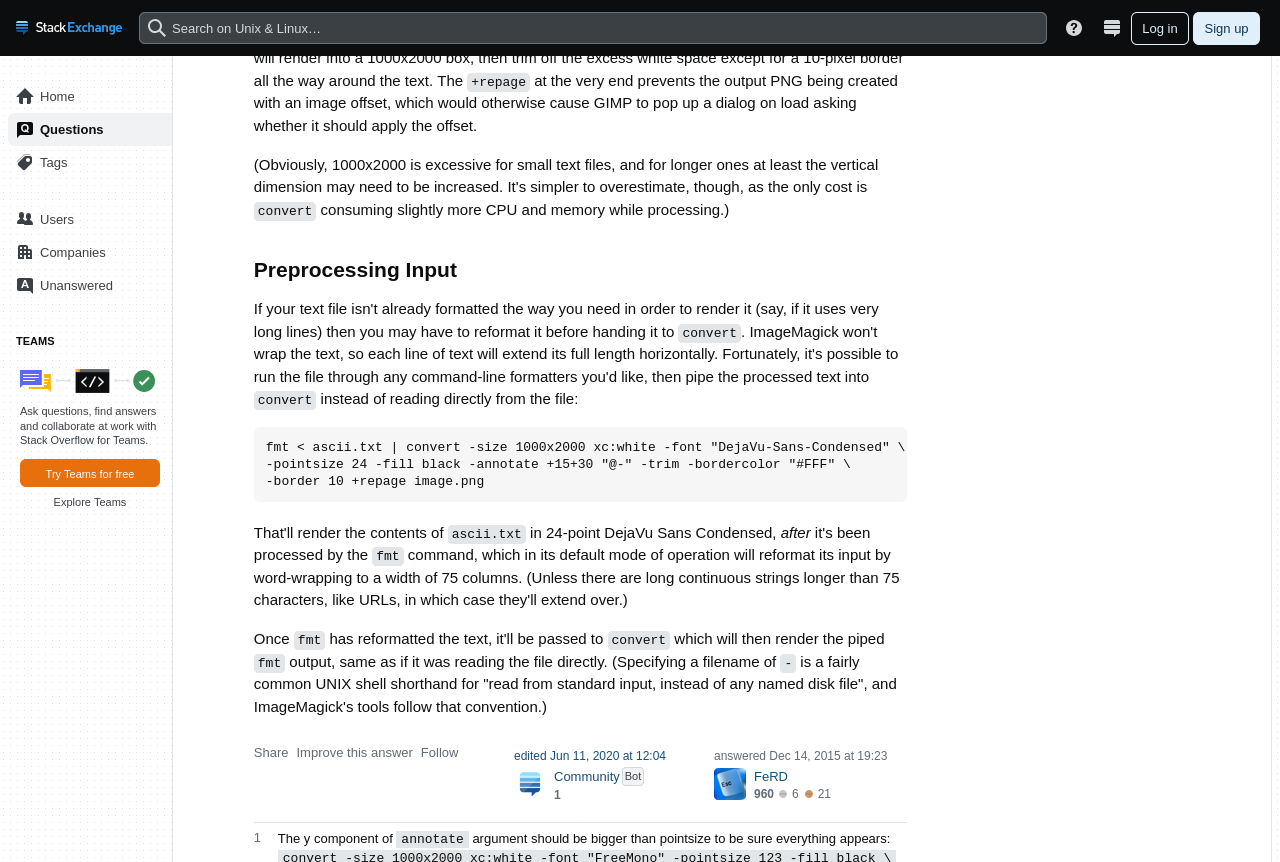 StackExchange
Search on Unix & Linux…
Log in
Sign up
Home
Questions
Tags
Users
Companies
Unanswered
TEAMS
Ask questions, find answers
and collaborate at work with
Stack Overflow for Teams.
Try Teams for free
Explore Teams
will render into a 1000x2000 box, then trim off the excess white space except for a 10-pixel border
all the way around the text. The +repage at the very end prevents the output PNG being created
with an image offset, which would otherwise cause GIMP to pop up a dialog on load asking
whether it should apply the offset.
(Obviously, 1000x2000 is excessive for small text files, and for longer ones at least the vertical
dimension may need to be increased. It's simpler to overestimate, though, as the only cost is
convert consuming slightly more CPU and memory while processing.)
Preprocessing Input
If your text file isn't already formatted the way you need in order to render it (say, if it uses very
long lines) then you may have to reformat it before handing it to convert. ImageMagick won't
wrap the text, so each line of text will extend its full length horizontally. Fortunately, it's possible to
run the file through any command-line formatters you'd like, then pipe the processed text into
convert instead of reading directly from the file:
fmt < ascii.txt | convert -size 1000x2000 xc:white -font "DejaVu-Sans-Condensed" \
-pointsize 24 -fill black -annotate +15+30 "@-" -trim -bordercolor "#FFF" \
-border 10 +repage image.png
That'll render the contents of ascii.txt in 24-point DejaVu Sans Condensed, after it's been
processed by the fmt command, which in its default mode of operation will reformat its input by
word-wrapping to a width of 75 columns. (Unless there are long continuous strings longer than 75
characters, like URLs, in which case they'll extend over.)
Once fmt has reformatted the text, it'll be passed to convert which will then render the piped
fmt output, same as if it was reading the file directly. (Specifying a filename of - is a fairly
common UNIX shell shorthand for "read from standard input, instead of any named disk file", and
ImageMagick's tools follow that convention.)
Share Improve this answer Follow
edited Jun 11, 2020 at 12:04
Community Bot
1
answered Dec 14, 2015 at 19:23
FeRD
960 6 21
1 The y component of annotate argument should be bigger than pointsize to be sure everything appears:
convert -size 1000x2000 xc:white -font "FreeMono" -pointsize 123 -fill black \